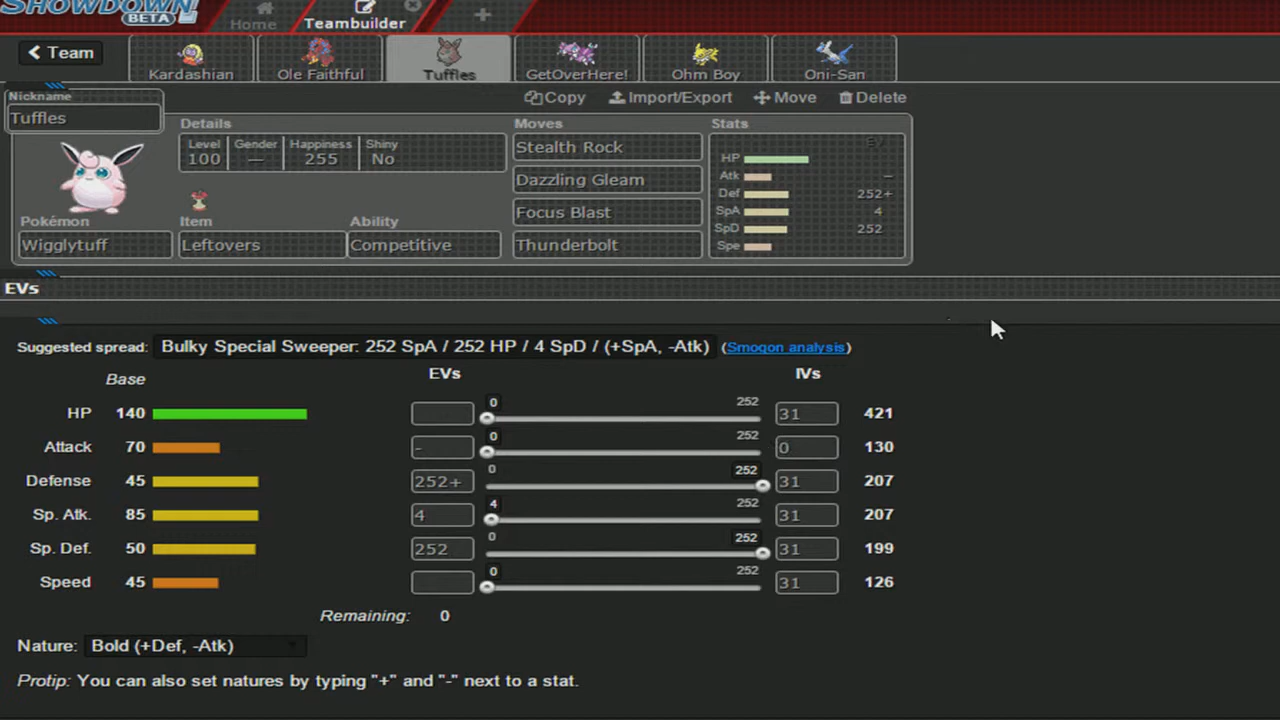 SHOWDOWN
BETA
Home
Teambuilder
+
< Team
Kardashian
Ole Faithful
Tuffles
GetOverHere!
Ohm Boy
Oni-San
Copy
Import/Export
Move
Delete
Nickname
Tuffles
Details
Level
100
Gender
—
Happiness
255
Shiny
No
Pokémon
Wigglytuff
Item
Leftovers
Ability
Competitive
Moves
Stealth Rock
Dazzling Gleam
Focus Blast
Thunderbolt
Stats
EV
HP
Atk —
Def 252+
SpA 4
SpD 252
Spe
EVs
Suggested spread: Bulky Special Sweeper: 252 SpA / 252 HP / 4 SpD / (+SpA, -Atk) (Smogon analysis)
Base EVs IVs
HP 140 0 252 31 421
Attack 70 - 0 252 0 130
Defense 45 252+ 0 252 31 207
Sp. Atk. 85 4 4 252 31 207
Sp. Def. 50 252 0 252 31 199
Speed 45 0 252 31 126
Remaining: 0
Nature: Bold (+Def, -Atk)
Protip: You can also set natures by typing "+" and "-" next to a stat.